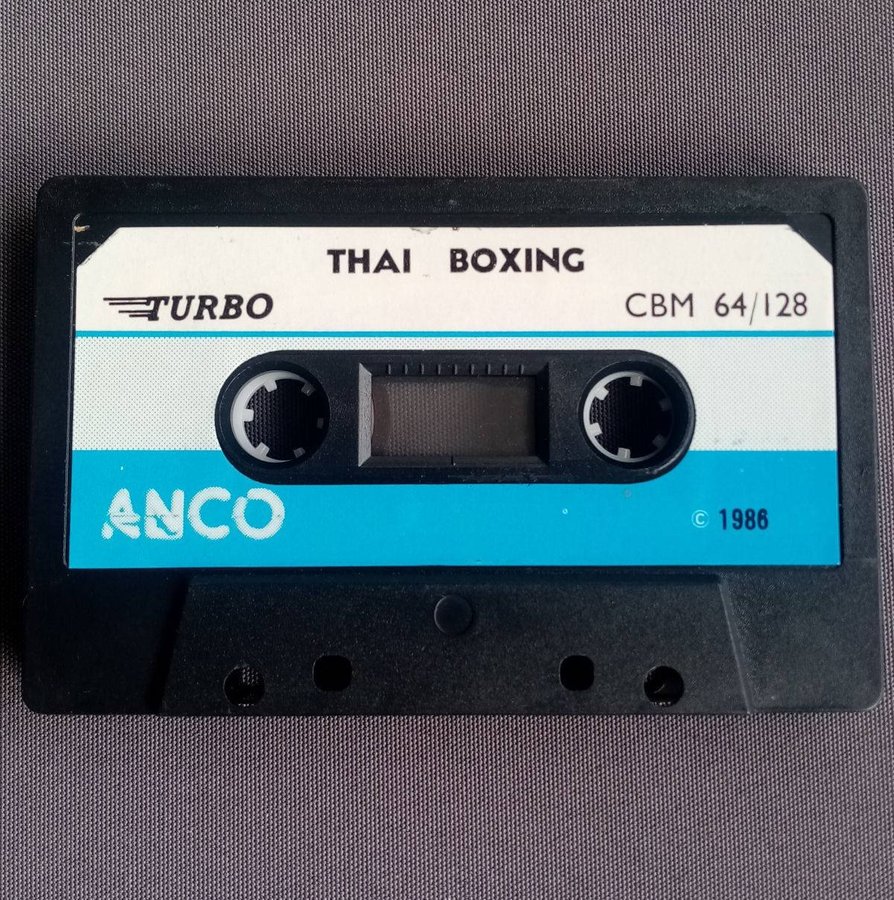 THAI BOXING
TURBO
CBM 64/128
ANCO
© 1986